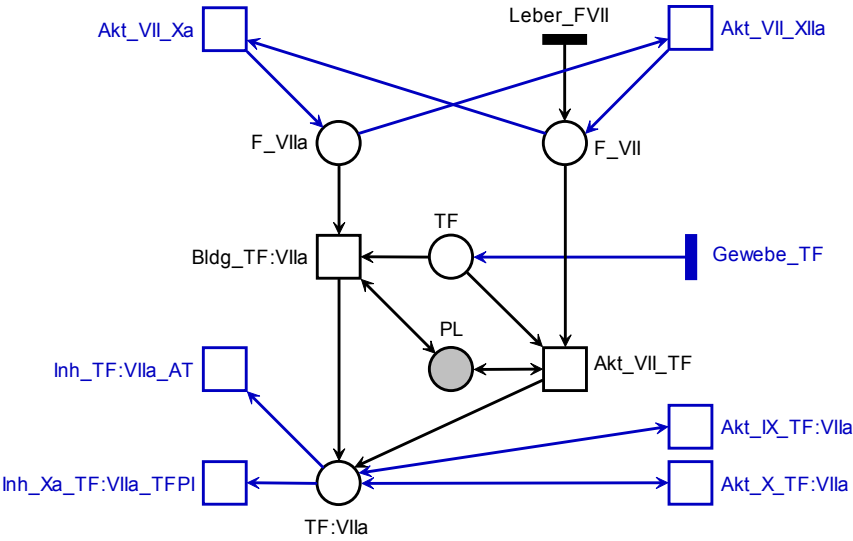 Leber_FVII
Akt_VII_Xa
Akt_VII_XIIa
F_VIIa
F_VII
TF
Bldg_TF:VIIa
Gewebe_TF
PL
Inh_TF:VIIa_AT
Akt_VII_TF
Akt_IX_TF:VIIa
Inh_Xa_TF:VIIa_TFPI
Akt_X_TF:VIIa
TF:VIIa